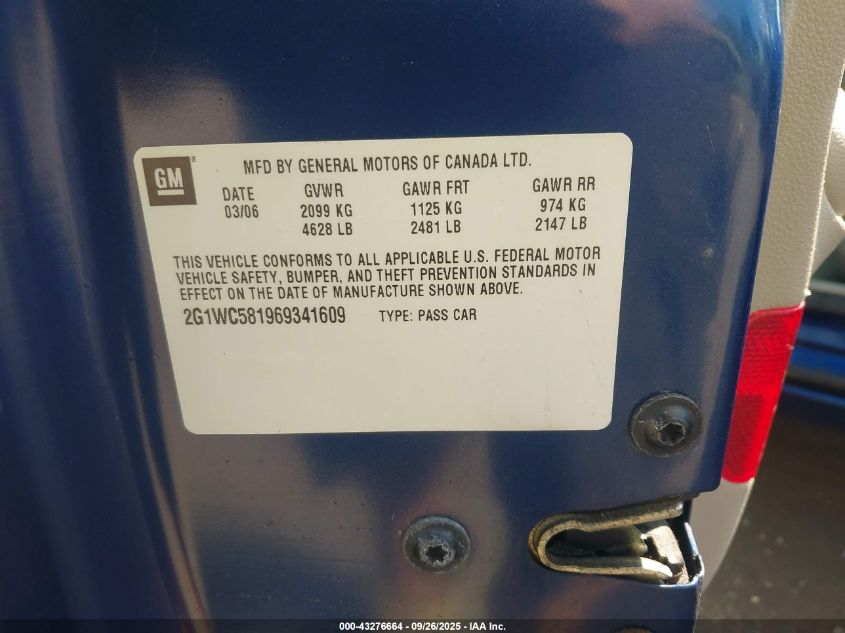 GM ®
MFD BY GENERAL MOTORS OF CANADA LTD.
DATE GVWR GAWR FRT GAWR RR
03/06 2099 KG 1125 KG 974 KG
4628 LB 2481 LB 2147 LB
THIS VEHICLE CONFORMS TO ALL APPLICABLE U.S. FEDERAL MOTOR
VEHICLE SAFETY, BUMPER, AND THEFT PREVENTION STANDARDS IN
EFFECT ON THE DATE OF MANUFACTURE SHOWN ABOVE.
2G1WC581969341609 TYPE: PASS CAR
000-43276664 - 09/26/2025 - IAA Inc.